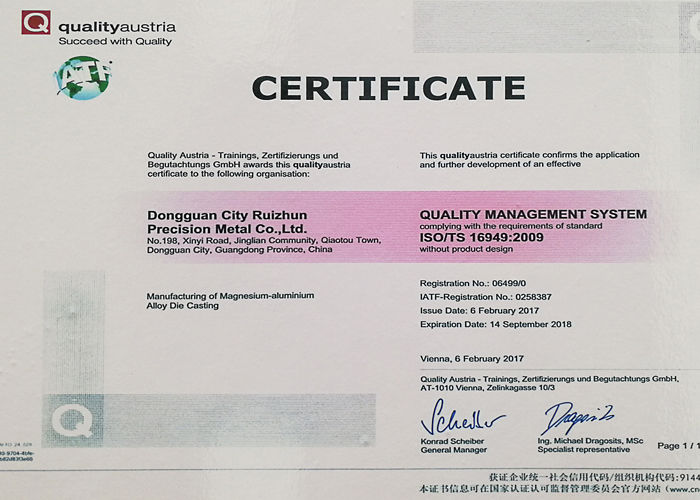 Q qualityaustria
Succeed with Quality
IATF
CERTIFICATE
Quality Austria - Trainings, Zertifizierungs und
Begutachtungs GmbH awards this qualityaustria
certificate to the following organisation:
This qualityaustria certificate confirms the application
and further development of an effective
Dongguan City Ruizhun
Precision Metal Co.,Ltd.
No.198, Xinyi Road, Jinglian Community, Qiaotou Town,
Dongguan City, Guangdong Province, China
QUALITY MANAGEMENT SYSTEM
complying with the requirements of standard
ISO/TS 16949:2009
without product design
Manufacturing of Magnesium-aluminium
Alloy Die Casting
Registration No.: 06499/0
IATF-Registration No.: 0258387
Issue Date: 6 February 2017
Expiration Date: 14 September 2018
Vienna, 6 February 2017
Quality Austria - Trainings, Zertifizierungs und Begutachtungs GmbH,
AT-1010 Vienna, Zelinkagasse 10/3
Scheiber
Dragosits
Konrad Scheiber
General Manager
Ing. Michael Dragosits, MSc
Specialist representative
Page 1 / 1
Q
获证企业统一社会信用代码/组织机构代码:914
本证书信息可在国家认证认可监督管理委员会官方网站(www.cn